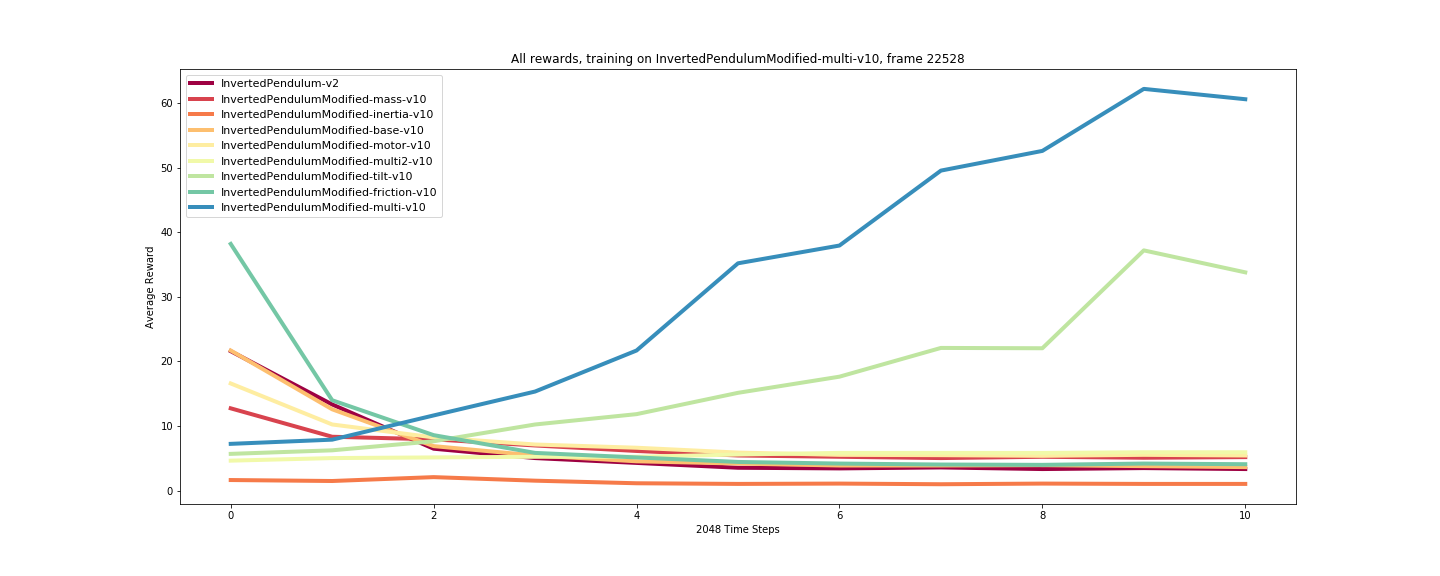 All rewards, training on InvertedPendulumModified-multi-v10, frame 22528
InvertedPendulum-v2
InvertedPendulumModified-mass-v10
InvertedPendulumModified-inertia-v10
InvertedPendulumModified-base-v10
InvertedPendulumModified-motor-v10
InvertedPendulumModified-multi2-v10
InvertedPendulumModified-tilt-v10
InvertedPendulumModified-friction-v10
InvertedPendulumModified-multi-v10
60
50
40
30
20
10
0
Average Reward
0 2 4 6 8 10
2048 Time Steps